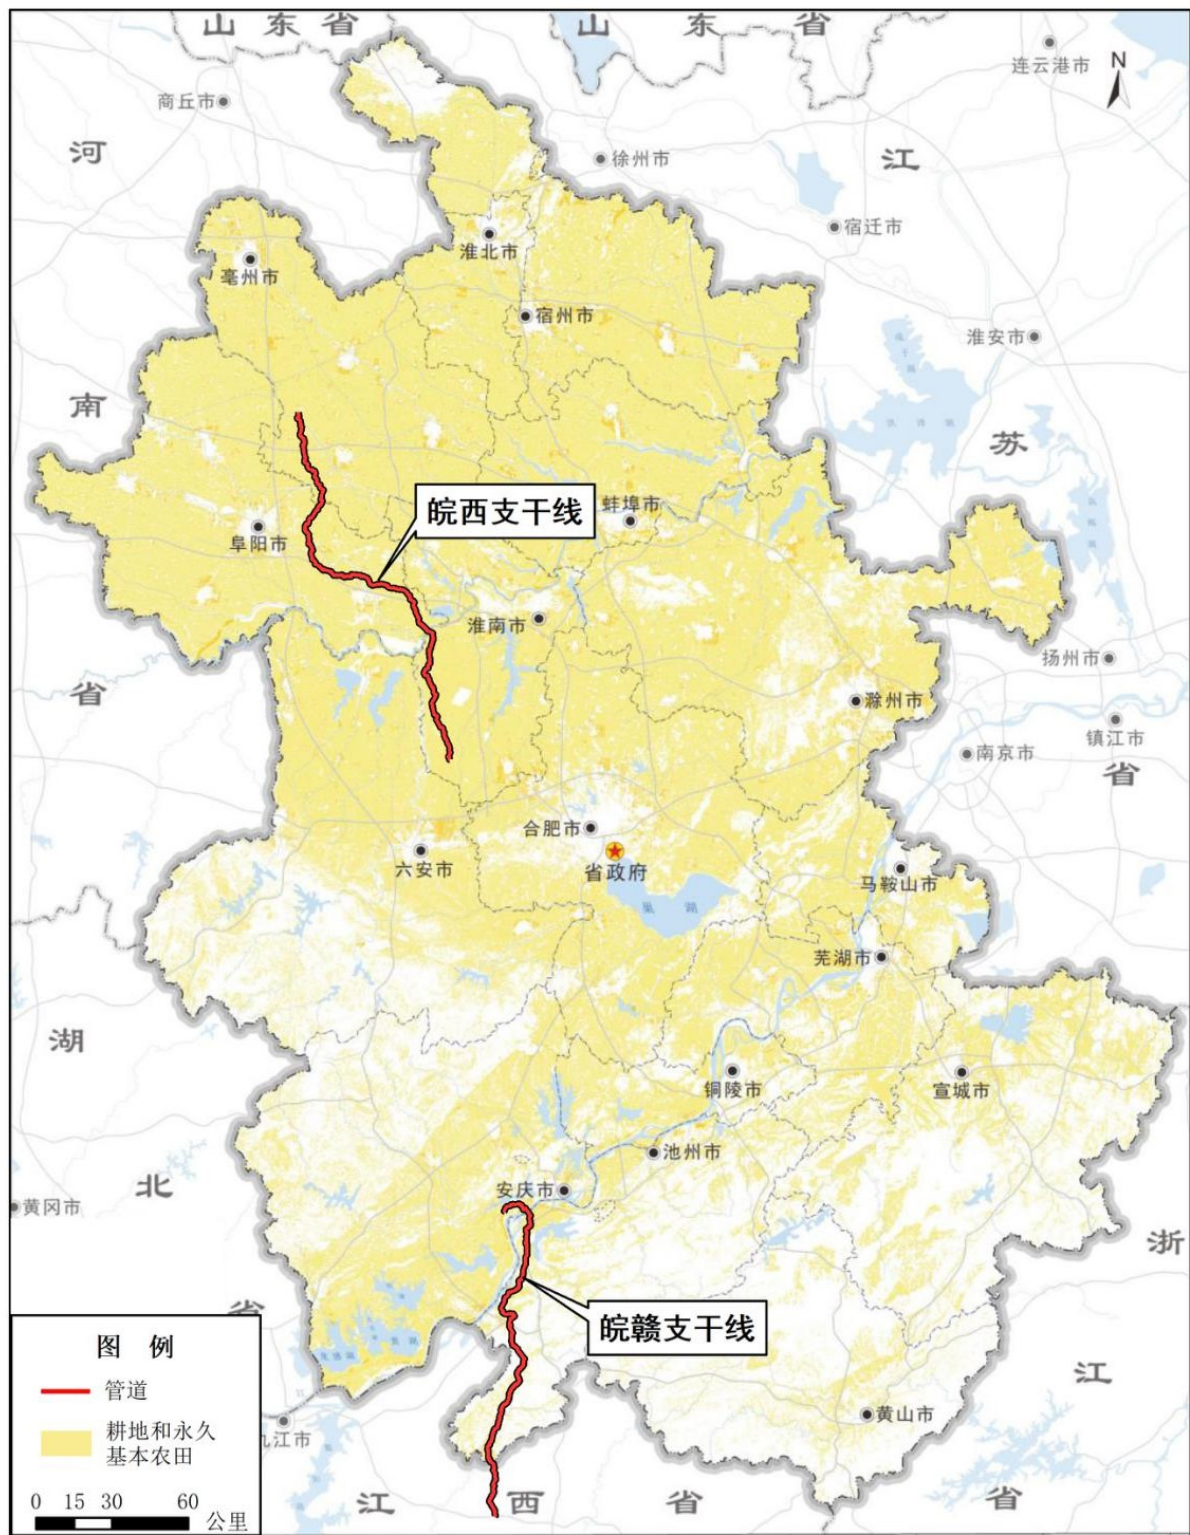 山东省
山东省
连云港市
N
商丘市
河
徐州市
江
宿迁市
淮北市
亳州市
宿州市
淮安市
南
苏
皖西支干线
蚌埠市
阜阳市
淮南市
扬州市
省
滁州市
镇江市
南京市
省
合肥市
六安市
省政府
马鞍山市
巢湖
芜湖市
湖
铜陵市
宣城市
池州市
北
安庆市
黄冈市
浙
省
皖赣支干线
图例
管道
耕地和永久
基本农田
江
黄山市
九江市
0 15 30 60
公里
江西省
省